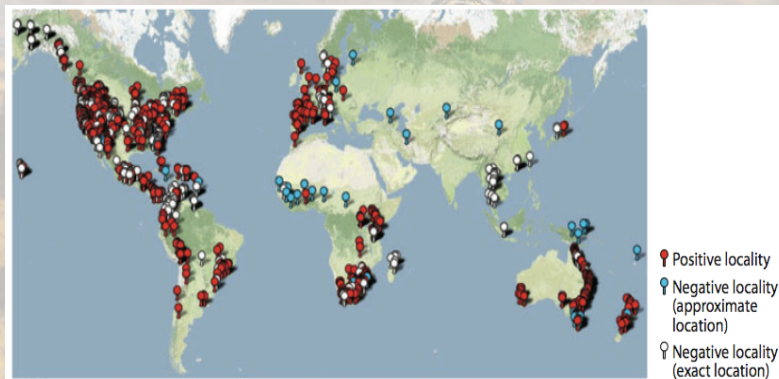 Positive locality
Negative locality
(approximate
location)
Negative locality
(exact location)